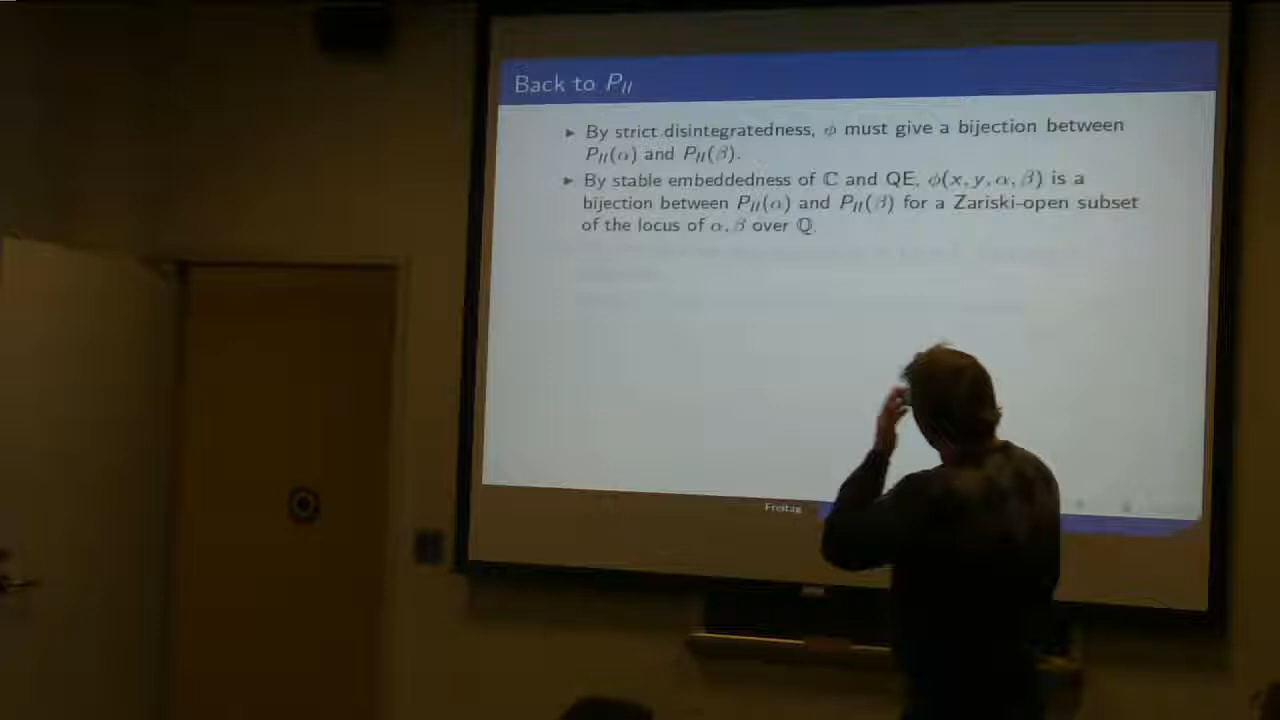 Back to P_II
▶ By strict disintegratedness, ϕ must give a bijection between
P_II(α) and P_II(β).
▶ By stable embeddedness of ℂ and QE, ϕ(x, y, α, β) is a
bijection between P_II(α) and P_II(β) for a Zariski-open subset
of the locus of α, β over ℚ.
Freitag